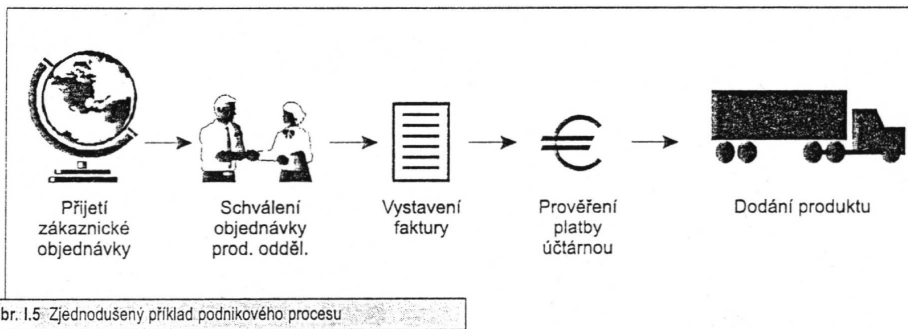 Přijetí
zákaznické
objednávky
Schválení
objednávky
prod. odděl.
Vystavení
faktury
Prověření
platby
účtárnou
Dodání produktu
br. I.5 Zjednodušený příklad podnikového procesu